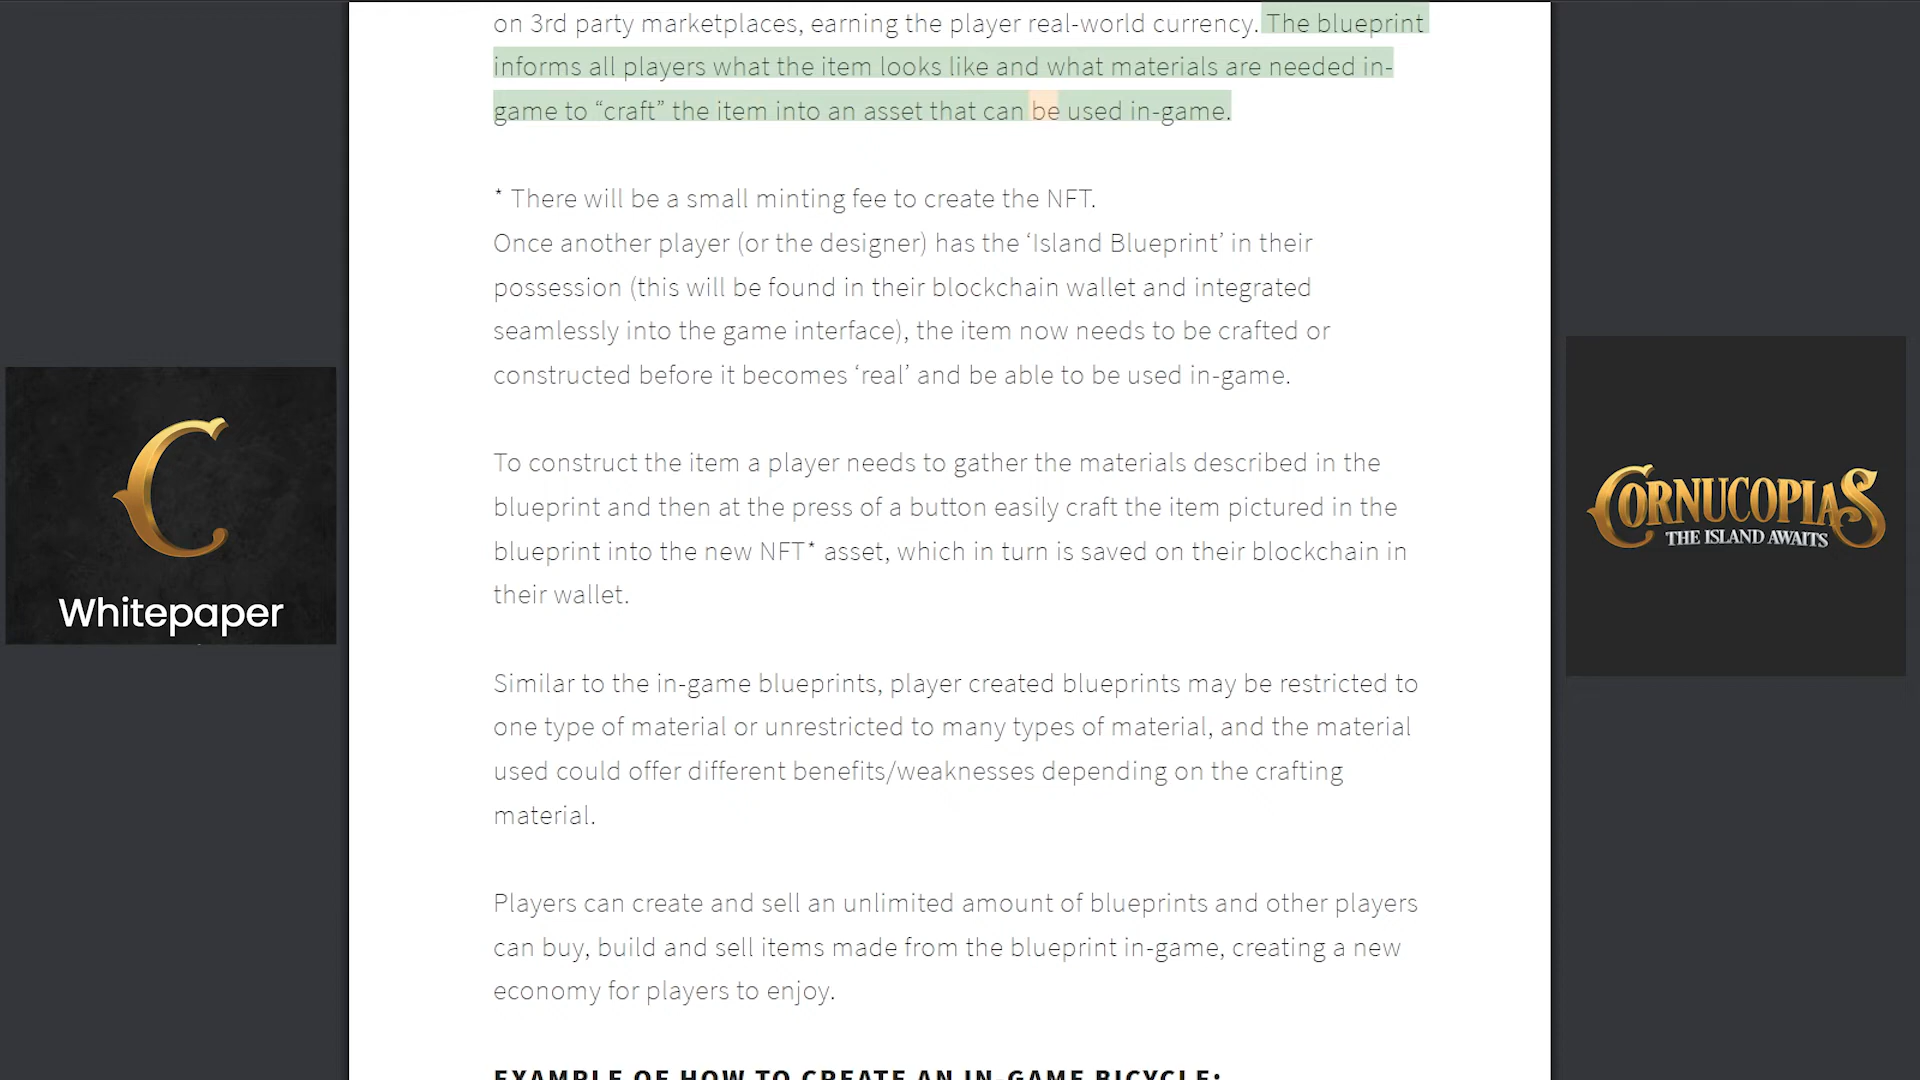 on 3rd party marketplaces, earning the player real-world currency. The blueprint
informs all players what the item looks like and what materials are needed in-
game to “craft” the item into an asset that can be used in-game.
* There will be a small minting fee to create the NFT.
Once another player (or the designer) has the ‘Island Blueprint’ in their
possession (this will be found in their blockchain wallet and integrated
seamlessly into the game interface), the item now needs to be crafted or
constructed before it becomes ‘real’ and be able to be used in-game.
To construct the item a player needs to gather the materials described in the
blueprint and then at the press of a button easily craft the item pictured in the
blueprint into the new NFT* asset, which in turn is saved on their blockchain in
their wallet.
Similar to the in-game blueprints, player created blueprints may be restricted to
one type of material or unrestricted to many types of material, and the material
used could offer different benefits/weaknesses depending on the crafting
material.
Players can create and sell an unlimited amount of blueprints and other players
can buy, build and sell items made from the blueprint in-game, creating a new
economy for players to enjoy.
EXAMPLE OF HOW TO CREATE AN IN-GAME BICYCLE:
C
Whitepaper
CORNUCOPIAS
THE ISLAND AWAITS